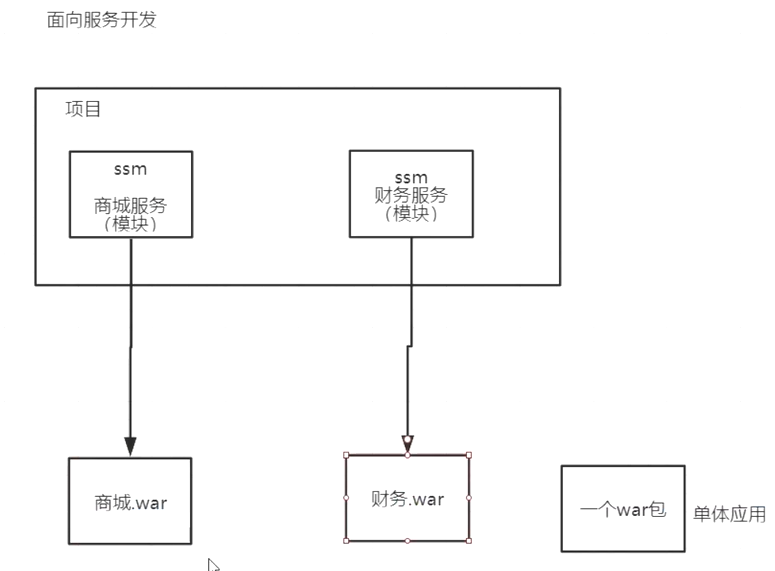 面向服务开发
项目
ssm
商城服务
（模块）
ssm
财务服务
（模块）
商城.war
财务.war
一个war包
单体应用